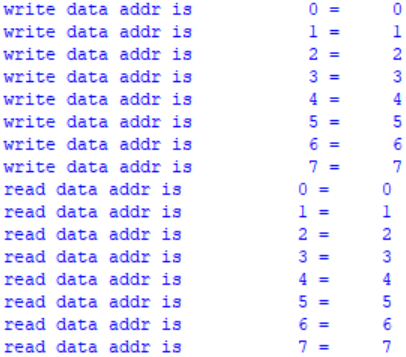 write data addr is 0 = 0
write data addr is 1 = 1
write data addr is 2 = 2
write data addr is 3 = 3
write data addr is 4 = 4
write data addr is 5 = 5
write data addr is 6 = 6
write data addr is 7 = 7
read data addr is 0 = 0
read data addr is 1 = 1
read data addr is 2 = 2
read data addr is 3 = 3
read data addr is 4 = 4
read data addr is 5 = 5
read data addr is 6 = 6
read data addr is 7 = 7